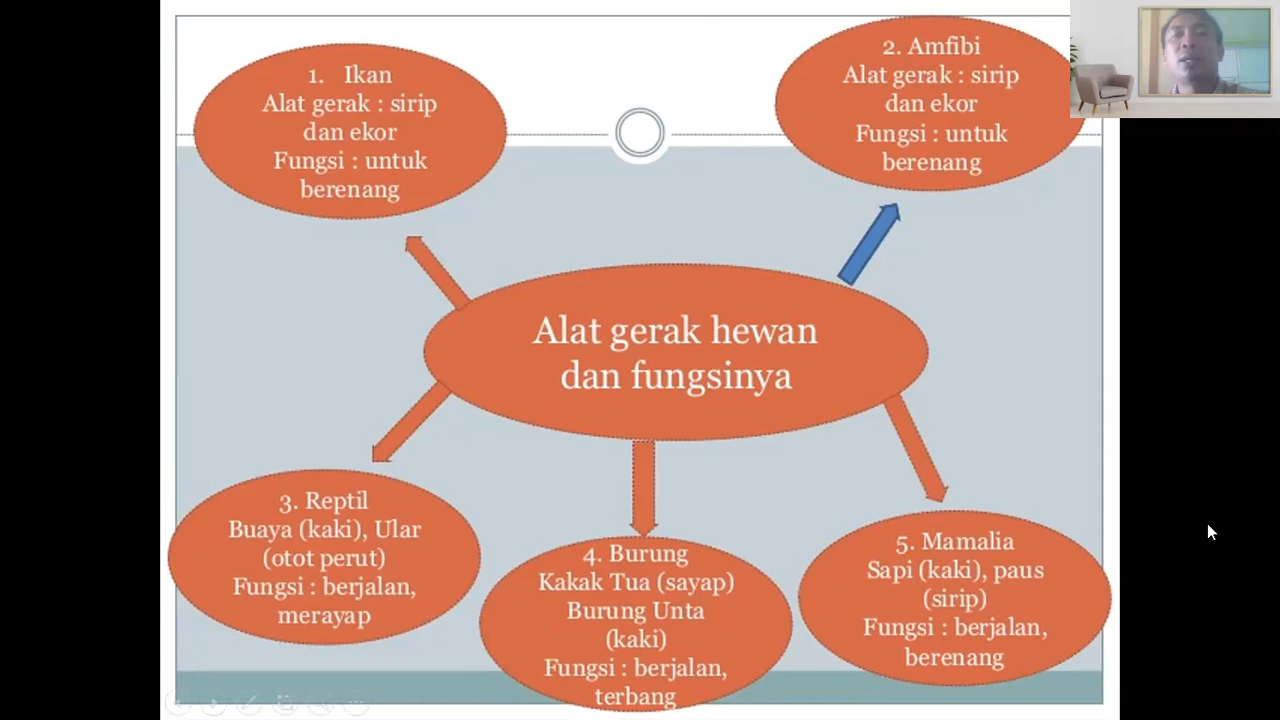 1. Ikan
Alat gerak : sirip
dan ekor
Fungsi : untuk
berenang
2. Amfibi
Alat gerak : sirip
dan ekor
Fungsi : untuk
berenang
Alat gerak hewan
dan fungsinya
3. Reptil
Buaya (kaki), Ular
(otot perut)
Fungsi : berjalan,
merayap
4. Burung
Kakak Tua (sayap)
Burung Unta
(kaki)
Fungsi : berjalan,
terbang
5. Mamalia
Sapi (kaki), paus
(sirip)
Fungsi : berjalan,
berenang